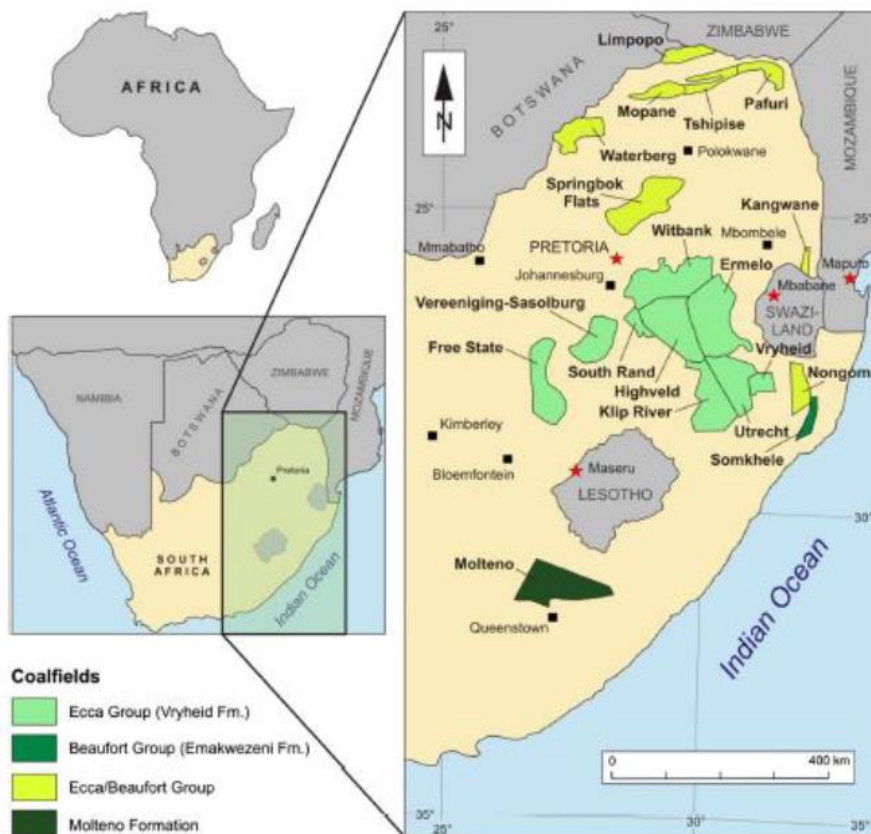 AFRICA
NAMIBIA
BOTSWANA
ZIMBABWE
MOZAMBIQUE
Pretoria
SOUTH
AFRICA
Atlantic Ocean
Indian Ocean
Coalfields
Ecca Group (Vryheid Fm.)
Beaufort Group (Emakwezeni Fm.)
Ecca/Beaufort Group
Molteno Formation
25°
30°
ZIMBABWE
BOTSWANA
MOZAMBIQUE
N
Limpopo
Mopane
Tshipise
Pafuri
Waterberg
Polokwane
Springbok
Flats
Kangwane
25°
25°
Mmabatho
PRETORIA
Witbank
Mbombele
Johannesburg
Ermelo
Maputo
Mbabane
Vereeniging-Sasolburg
SWAZI-
LAND
Free State
Vryheid
South Rand
Highveld
Nongom
Klip River
Kimberley
Utrecht
Somkhele
Bloemfontein
Maseru
LESOTHO
30°
Molteno
Queenstown
Indian Ocean
0
400 km
35°
25°
30°
35°